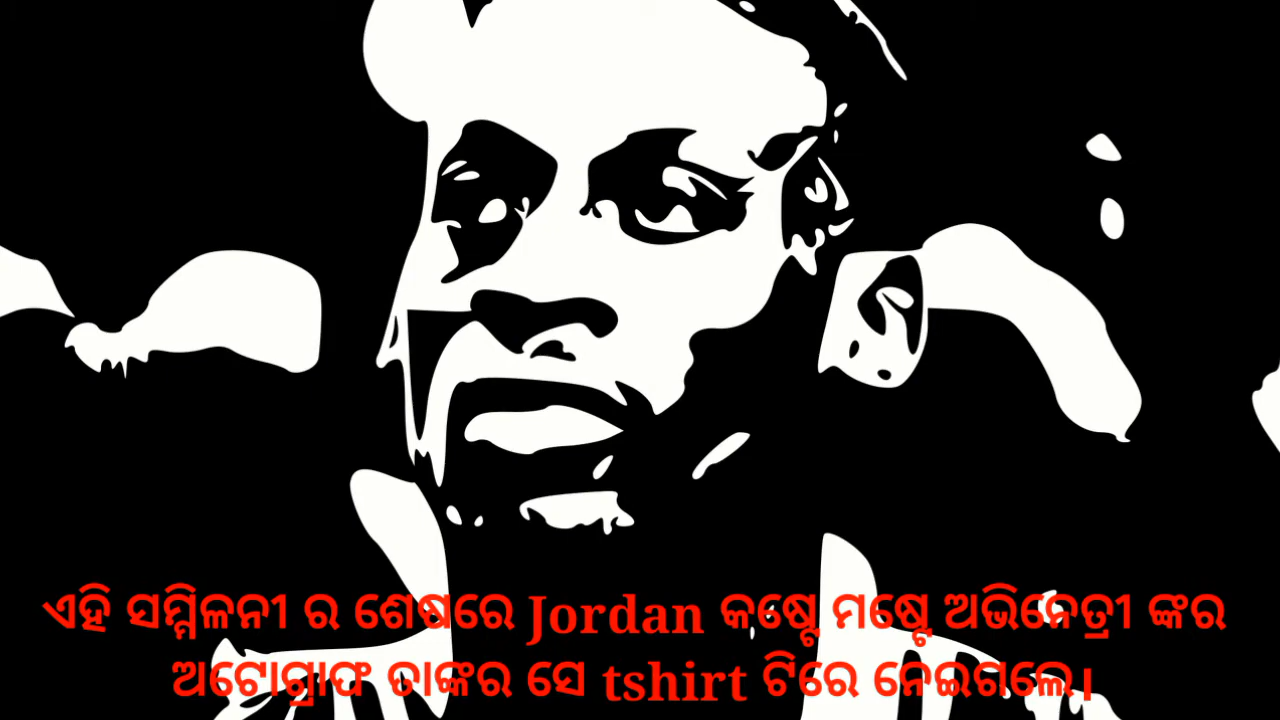 ଏହି ସମ୍ମିଳନୀ ର ଶେଷରେ Jordan କଷ୍ଟେ ମଷ୍ଟେ ଅଭିନେତ୍ରୀ ଙ୍କର
ଅଟୋଗ୍ରାଫ ତାଙ୍କର ସେ tshirt ଟିରେ ନେଇଗଲେ।